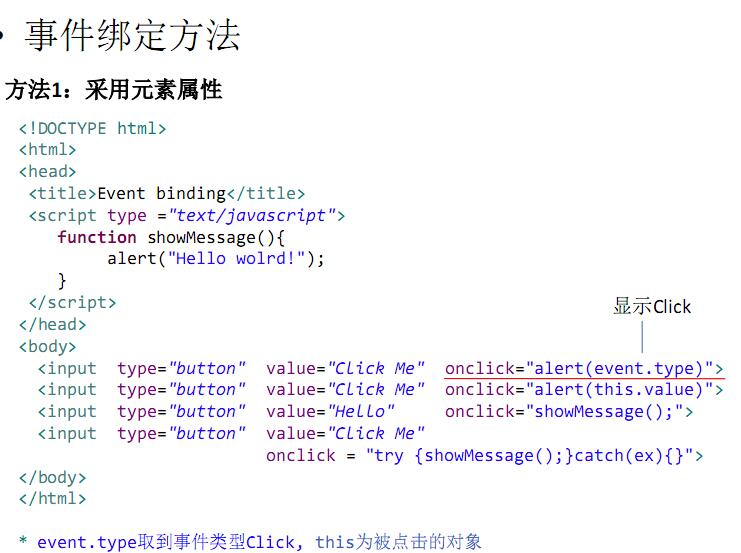 • 事件绑定方法
方法1：采用元素属性
<!DOCTYPE html>
<html>
<head>
<title>Event binding</title>
<script type ="text/javascript">
function showMessage(){
alert("Hello wolrd!");
}
</script>
显示Click
</head>
<body>
<input type="button" value="Click Me" onclick="alert(event.type)">
<input type="button" value="Click Me" onclick="alert(this.value)">
<input type="button" value="Hello" onclick="showMessage();">
<input type="button" value="Click Me"
onclick = "try {showMessage();}catch(ex){}">
</body>
</html>
* event.type取到事件类型Click, this为被点击的对象